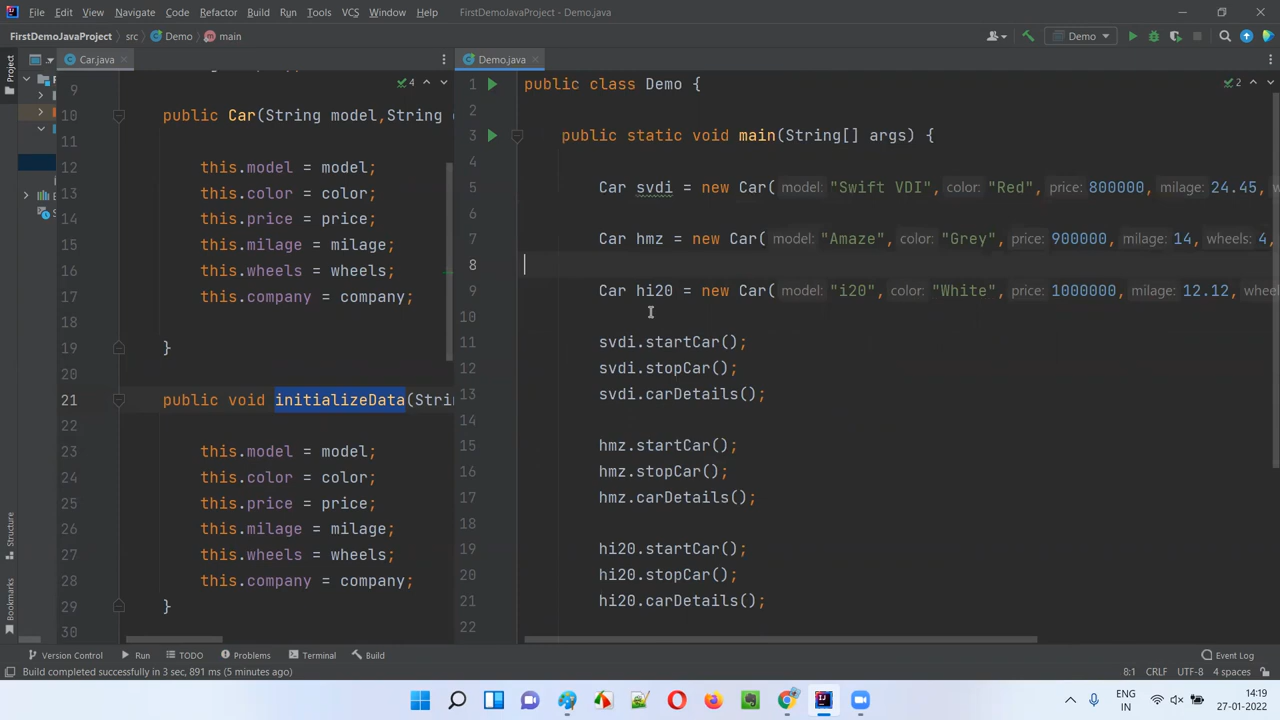 File Edit View Navigate Code Refactor Build Run Tools VCS Window Help FirstDemoJavaProject - Demo.java
FirstDemoJavaProject src Demo main Demo
Project
Car.java
Demo.java
4
2
9
10 public Car(String model,String
11
12 this.model = model;
13 this.color = color;
14 this.price = price;
15 this.milage = milage;
16 this.wheels = wheels;
17 this.company = company;
18
19 }
20
21 public void initializeData(Strin
22
23 this.model = model;
24 this.color = color;
25 this.price = price;
26 this.milage = milage;
27 this.wheels = wheels;
28 this.company = company;
29 }
30
1 public class Demo {
2
3 public static void main(String[] args) {
4
5 Car svdi = new Car( model: "Swift VDI", color: "Red", price: 800000, milage: 24.45,
6
7 Car hmz = new Car( model: "Amaze", color: "Grey", price: 900000, milage: 14, wheels: 4,
8
9 Car hi20 = new Car( model: "i20", color: "White", price: 1000000, milage: 12.12, whee
10
11 svdi.startCar();
12 svdi.stopCar();
13 svdi.carDetails();
14
15 hmz.startCar();
16 hmz.stopCar();
17 hmz.carDetails();
18
19 hi20.startCar();
20 hi20.stopCar();
21 hi20.carDetails();
22
Structure
Bookmarks
Version Control Run TODO Problems Terminal Build Event Log
Build completed successfully in 3 sec, 891 ms (5 minutes ago) 8:1 CRLF UTF-8 4 spaces
ENG
IN
14:19
27-01-2022